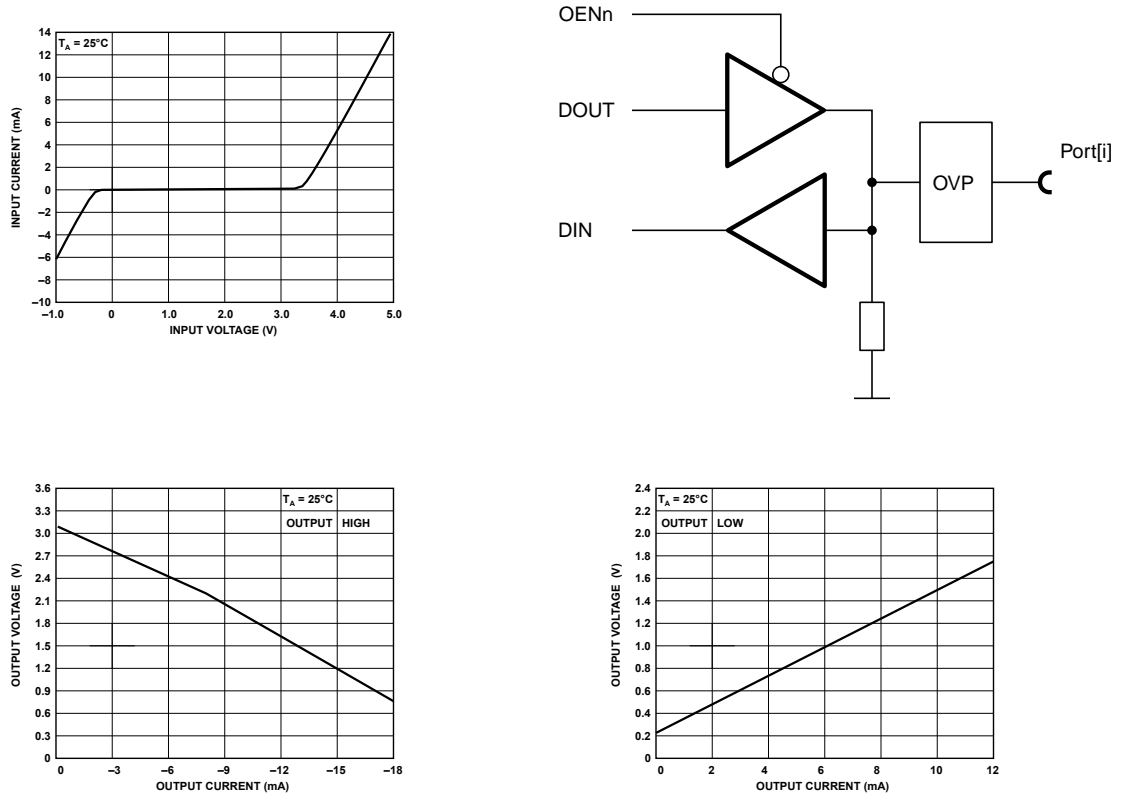 14
12
10
8
6
4
2
0
–2
–4
–6
–8
–10
T_A = 25°C
INPUT CURRENT (mA)
–1.0 0 1.0 2.0 3.0 4.0 5.0
INPUT VOLTAGE (V)
OENn
DOUT
DIN
OVP
Port[i]
3.6
3.3
3.0
2.7
2.4
2.1
1.8
1.5
1.2
0.9
0.6
0.3
0
T_A = 25°C
OUTPUT HIGH
OUTPUT VOLTAGE (V)
0 –3 –6 –9 –12 –15 –18
OUTPUT CURRENT (mA)
2.4
2.2
2.0
1.8
1.6
1.4
1.2
1.0
0.8
0.6
0.4
0.2
0
T_A = 25°C
OUTPUT LOW
OUTPUT VOLTAGE (V)
0 2 4 6 8 10 12
OUTPUT CURRENT (mA)